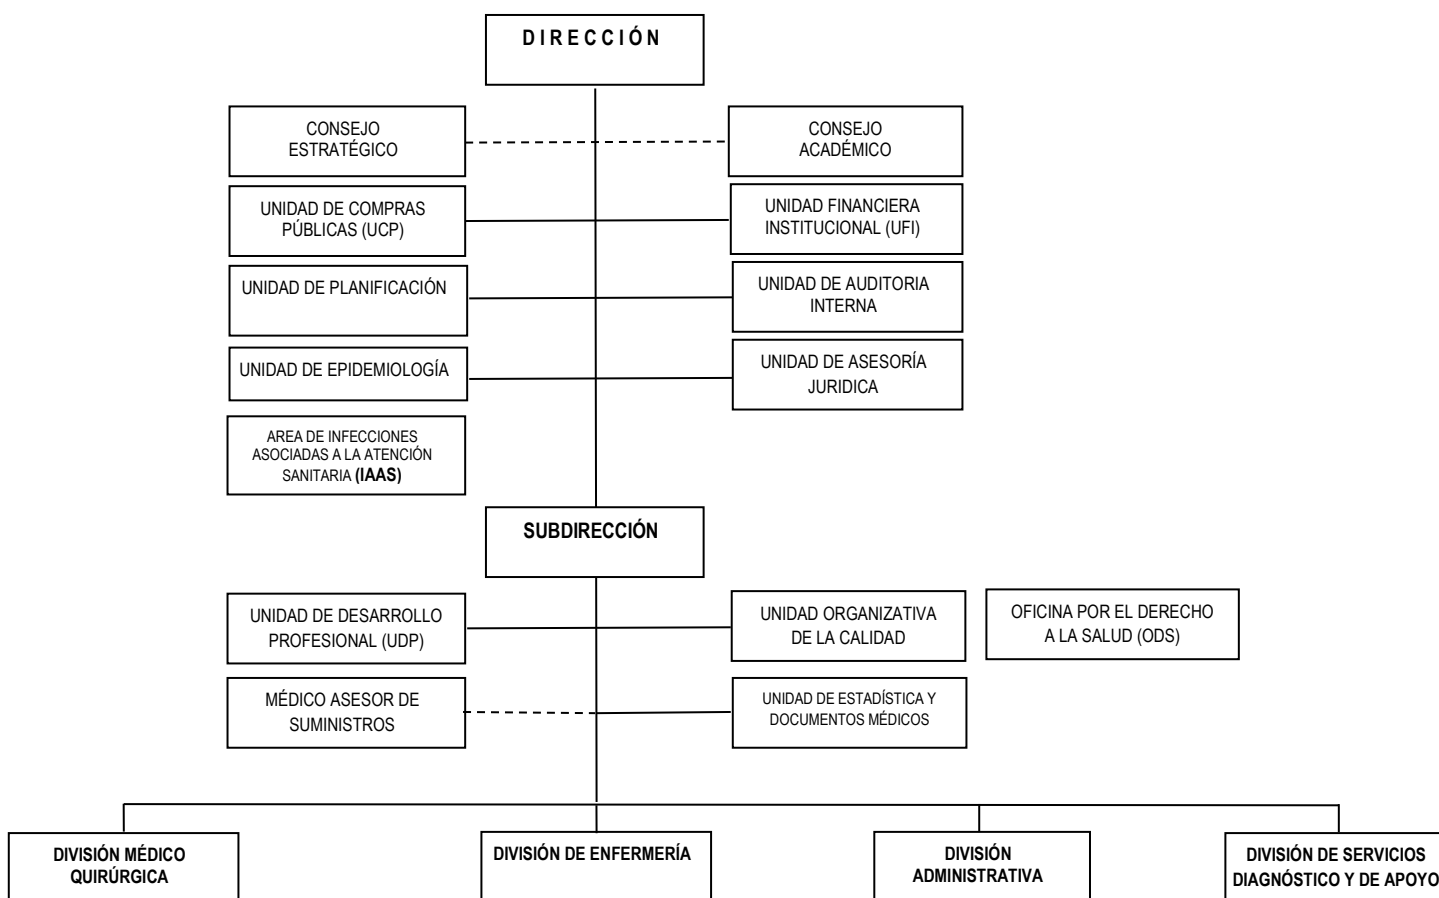 DIRECCIÓN
CONSEJO
ESTRATÉGICO
CONSEJO
ACADÉMICO
UNIDAD DE COMPRAS
PÚBLICAS (UCP)
UNIDAD FINANCIERA
INSTITUCIONAL (UFI)
UNIDAD DE PLANIFICACIÓN
UNIDAD DE AUDITORIA
INTERNA
UNIDAD DE EPIDEMIOLOGÍA
UNIDAD DE ASESORÍA
JURIDICA
AREA DE INFECCIONES
ASOCIADAS A LA ATENCIÓN
SANITARIA (IAAS)
SUBDIRECCIÓN
UNIDAD DE DESARROLLO
PROFESIONAL (UDP)
UNIDAD ORGANIZATIVA
DE LA CALIDAD
OFICINA POR EL DERECHO
A LA SALUD (ODS)
MÉDICO ASESOR DE
SUMINISTROS
UNIDAD DE ESTADÍSTICA Y
DOCUMENTOS MÉDICOS
DIVISIÓN MÉDICO
QUIRÚRGICA
DIVISIÓN DE ENFERMERÍA
DIVISIÓN
ADMINISTRATIVA
DIVISIÓN DE SERVICIOS
DIAGNÓSTICO Y DE APOYO